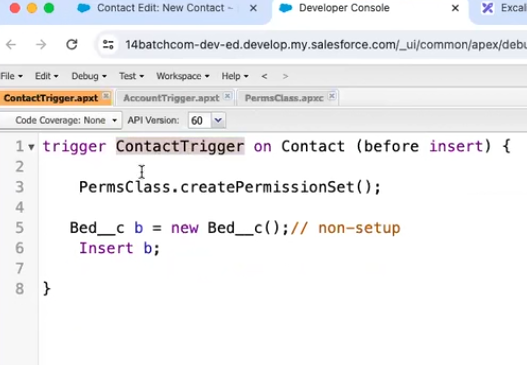 Contact Edit: New Contact ~
Developer Console
Excal
14batchcom-dev-ed.develop.my.salesforce.com/_ui/common/apex/debu
File Edit Debug Test Workspace Help < >
ContactTrigger.apxt AccountTrigger.apxt PermsClass.apxc
Code Coverage: None API Version: 60
1 trigger ContactTrigger on Contact (before insert) {
2
3 PermsClass.createPermissionSet();
4
5 Bed__c b = new Bed__c();// non-setup
6 Insert b;
7
8 }